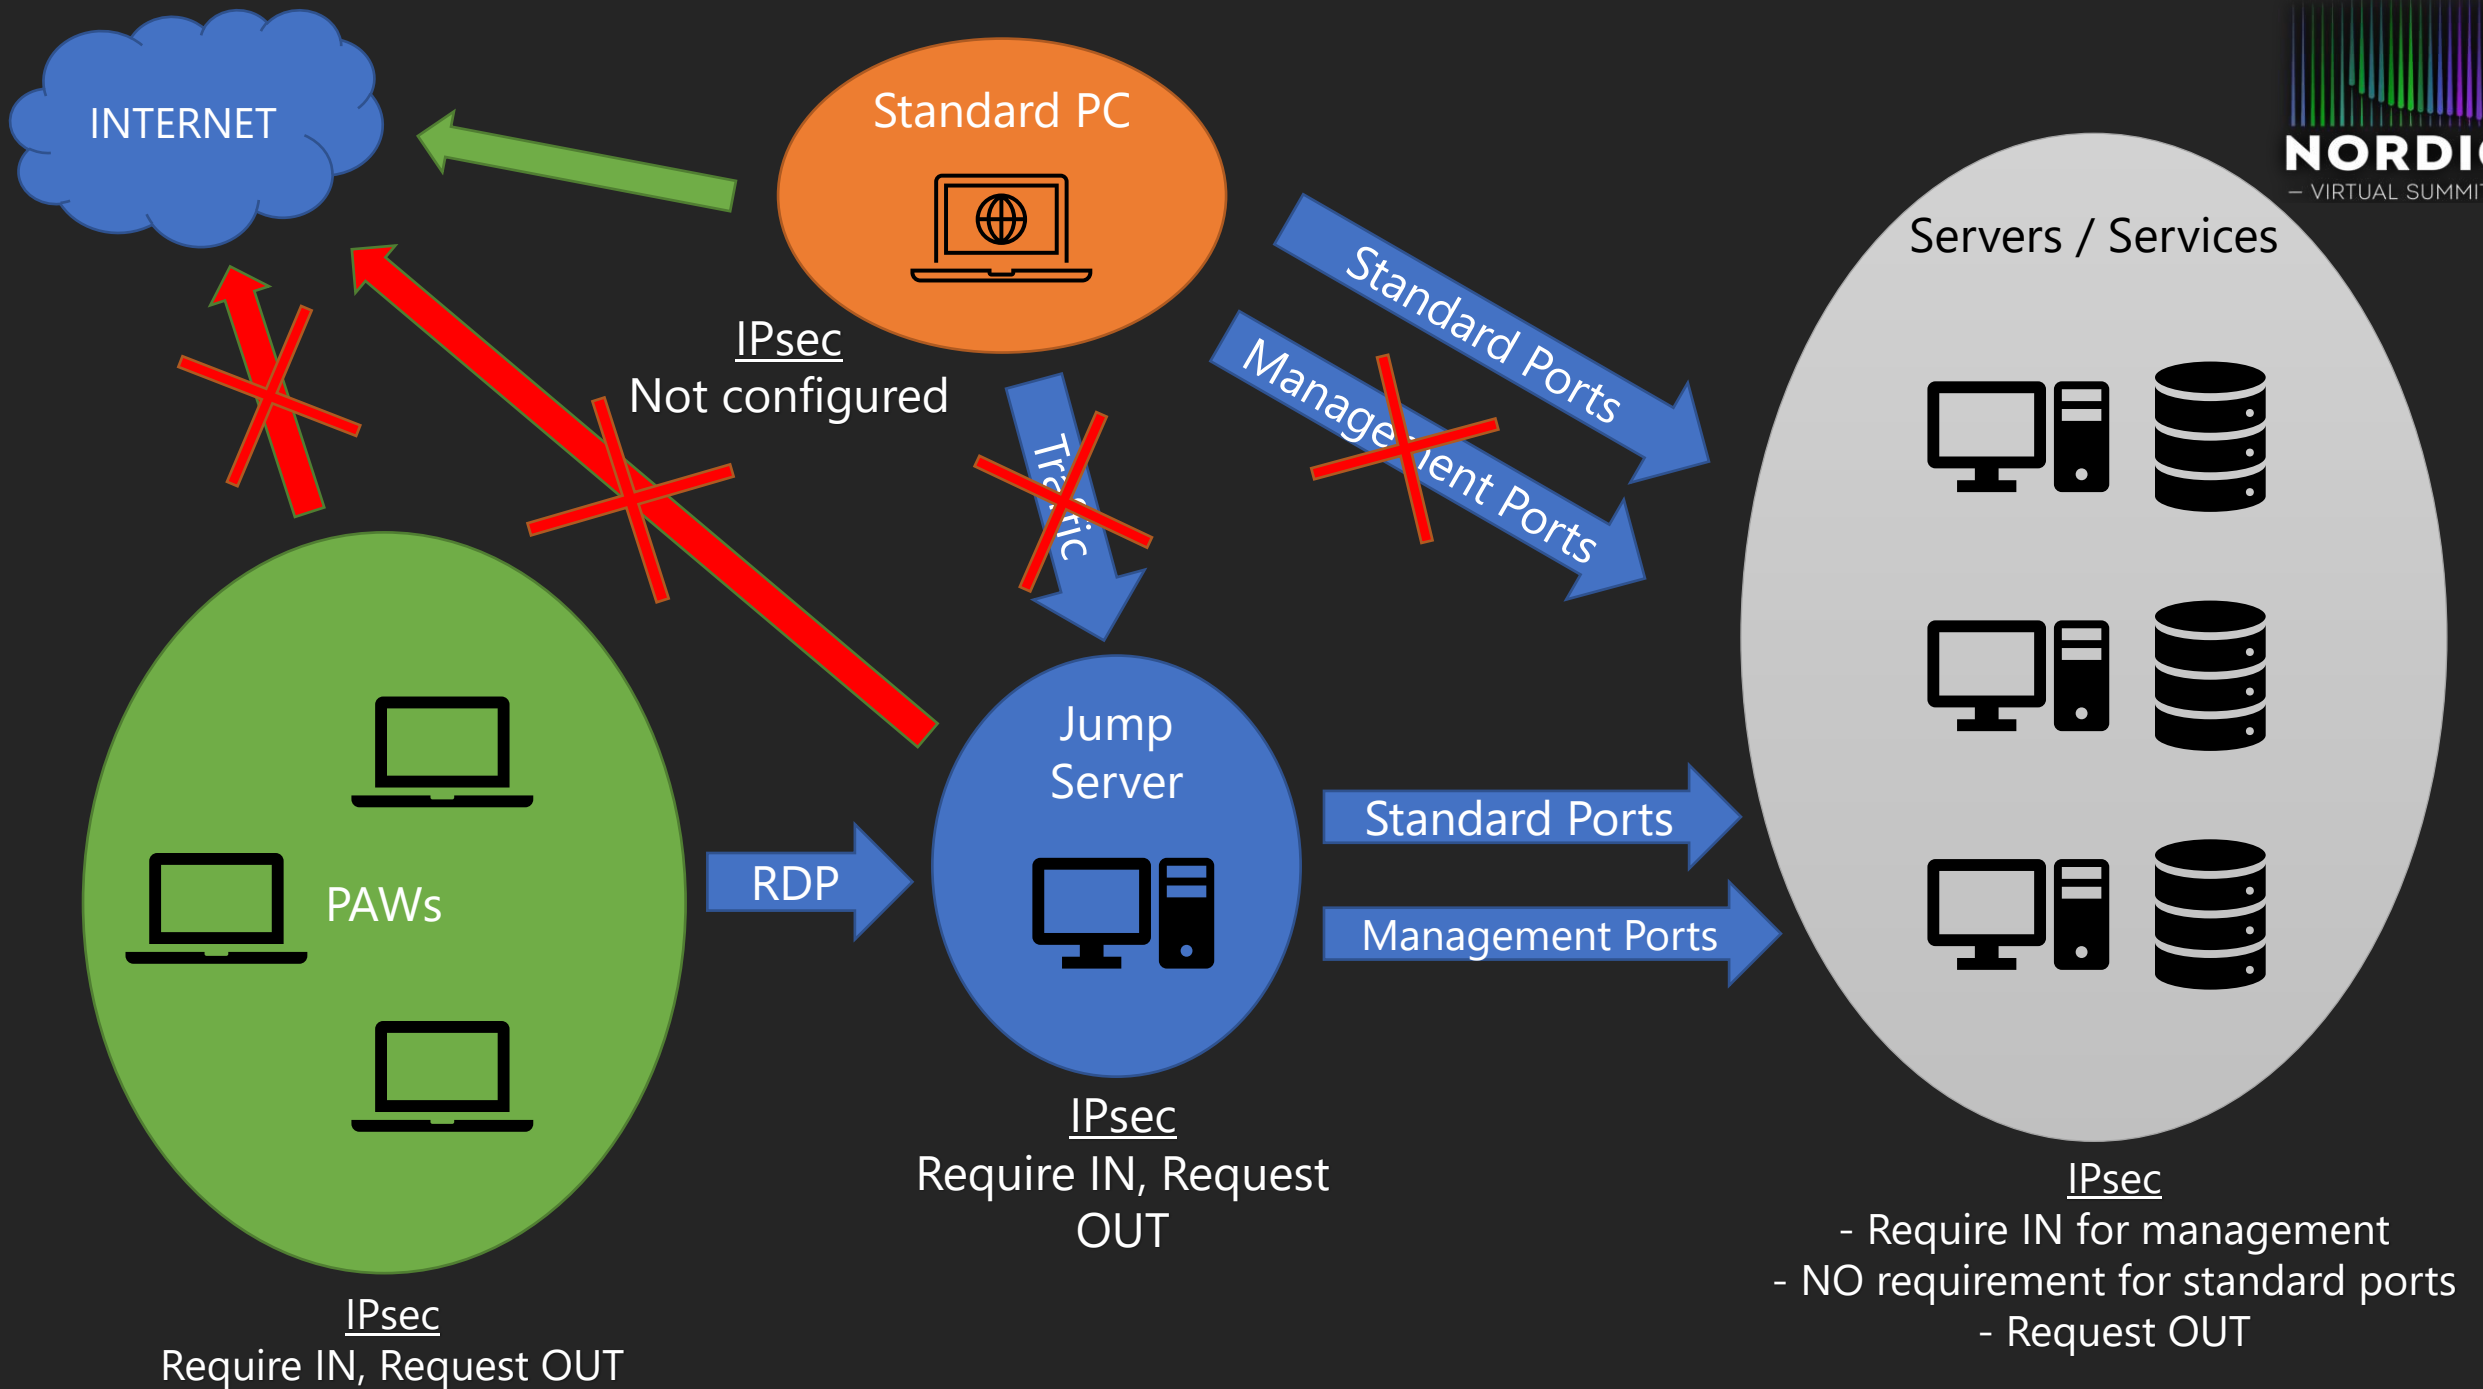 INTERNET
Standard PC
NORDIC
– VIRTUAL SUMMIT
Servers / Services
Standard Ports
Management Ports
IPsec
Not configured
Traffic
Jump
Server
Standard Ports
PAWs
RDP
Management Ports
IPsec
Require IN, Request
OUT
IPsec
- Require IN for management
- NO requirement for standard ports
- Request OUT
IPsec
Require IN, Request OUT